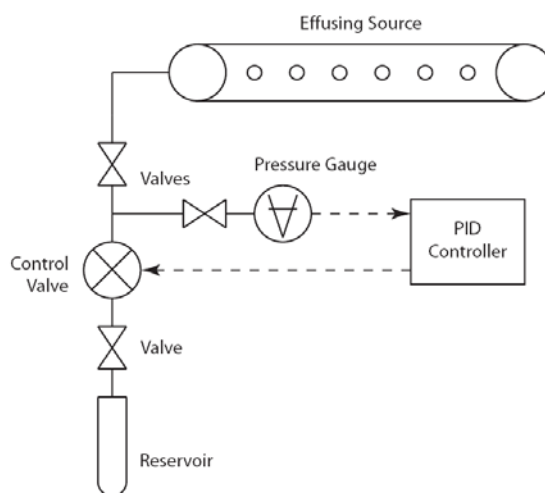 Effusing Source
Pressure Gauge
Valves
PID
Controller
Control
Valve
Valve
Reservoir